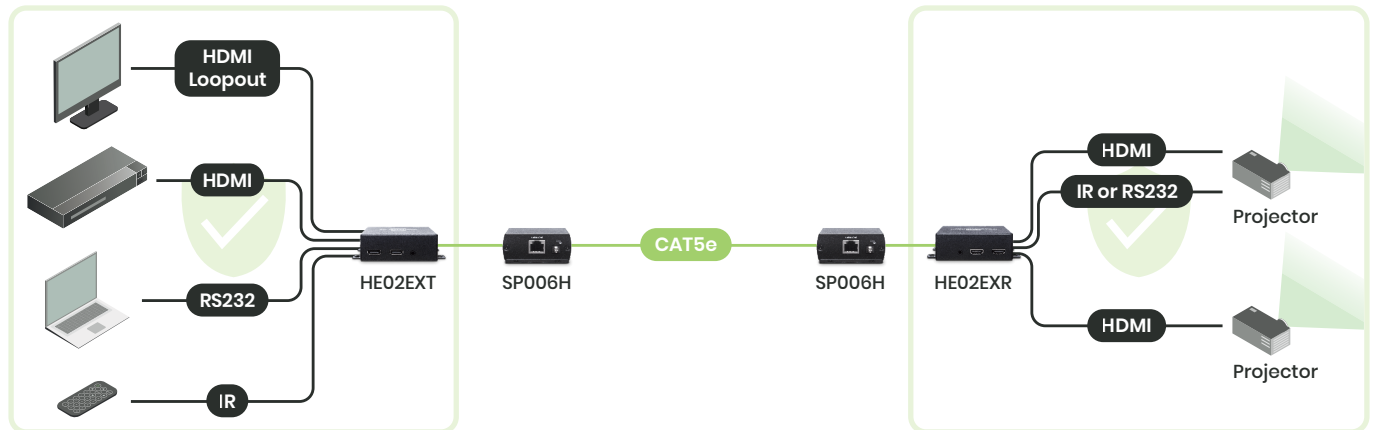 HDMI
Loopout
HDMI
RS232
IR
HE02EXT
SP006H
CAT5e
SP006H
HE02EXR
HDMI
IR or RS232
Projector
HDMI
Projector